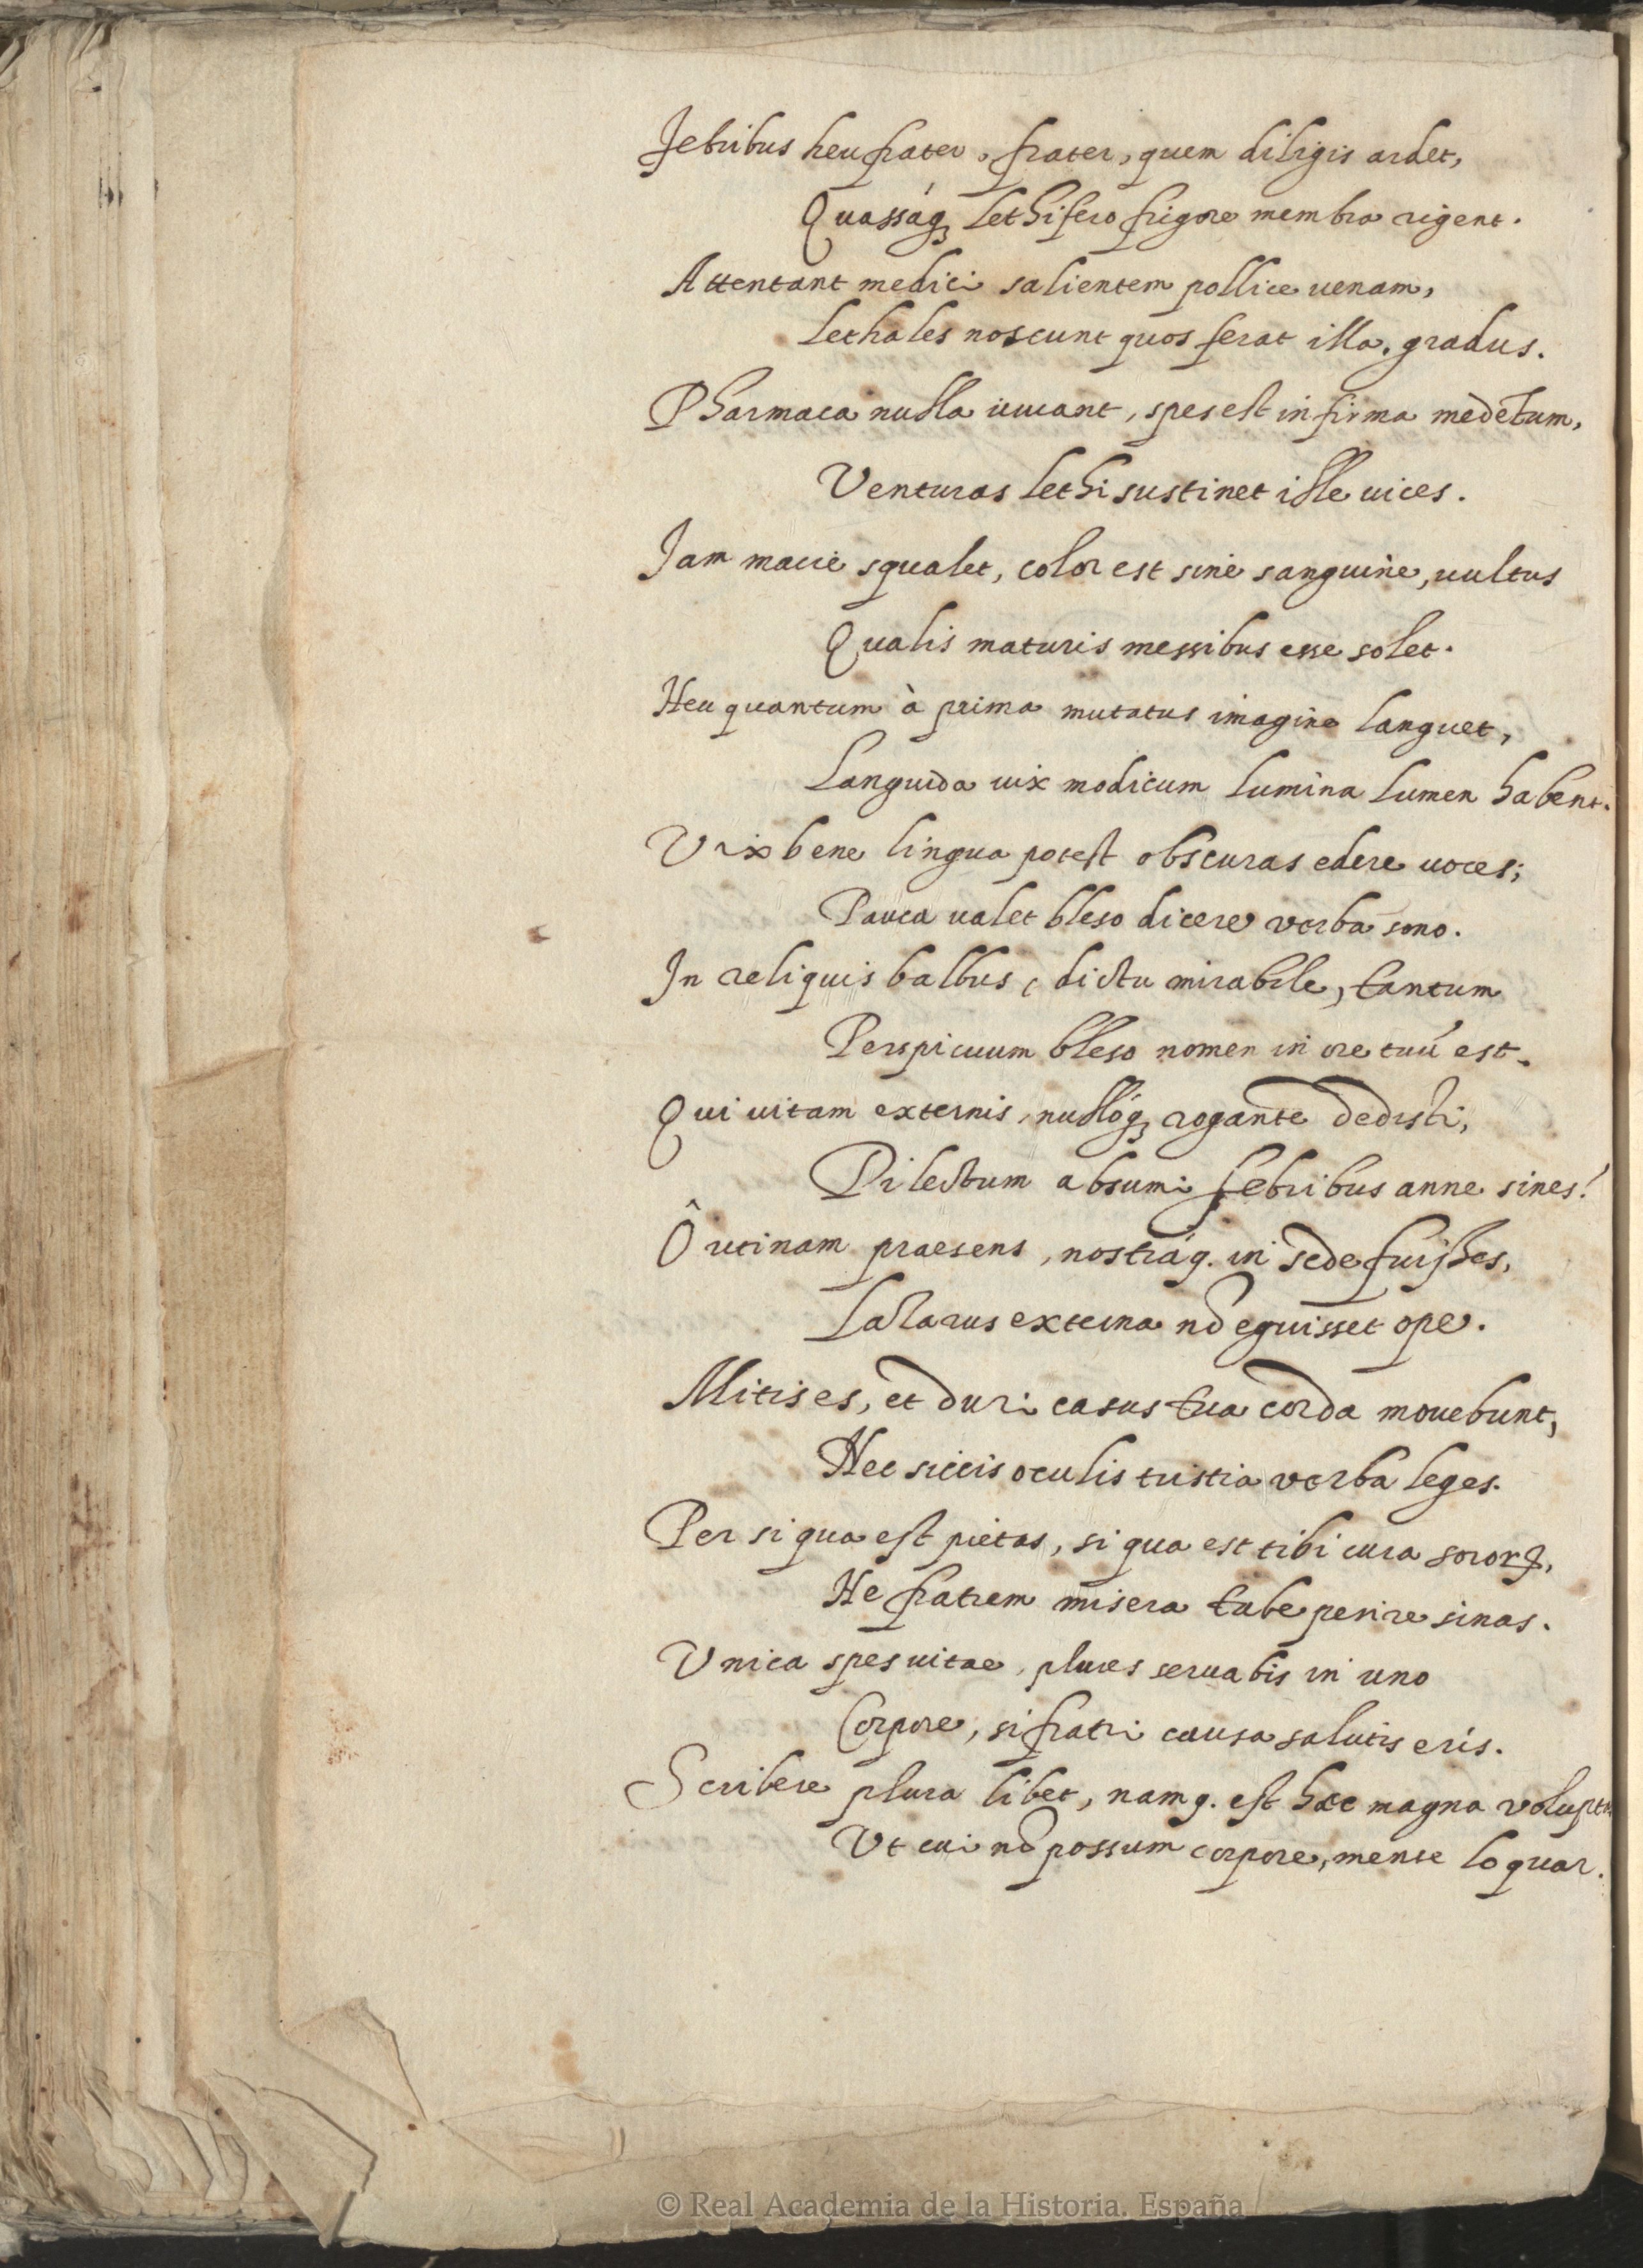 Febribus heu frater, frater, quem diligis ardet,
Quassáq; lethifero frigore membra rigent.
Attentant medici salientem pollice uenam,
Lethales noscunt quos ferat illa, gradus.
Pharmaca nulla iuuant, spes est infirma medētum,
Venturas lethi sustinet ille uices.
Jam macie squalet, color est sine sanguine, uultus
Qualis maturis messibus esse solet.
Heu quantum à prima mutatus imagine languet,
Languida uix modicum lumina lumen habent.
Vix bene lingua potest obscuras edere uoces;
Pauca ualet bleso dicere verba sono.
In reliquis balbus, dictu mirabile, tantum
Perspicuum bleso nomen in ore tuū est.
Qui uitam externis, nullóq; rogante dedisti,
Dilectum absumi febribus anne sines!
Ô utinam praesens, nostráq. in sede fuisses,
Lactarus externa nō eguisset ope.
Mitis es, et duri casus tua corda mouebunt,
Nec siccis oculis tristia verba leges.
Per si qua est pietas, si qua est tibi cura sororꝫ,
Ne fratrem misera tabe perire sinas.
Vnica spes uitae, plures seruabis in uno
Corpore, si fratri causa salutis eris.
Scribere plura libet, namq. est haec magna volupt
Vt cui nō possum corpore, mente loquar.
© Real Academia de la Historia. España